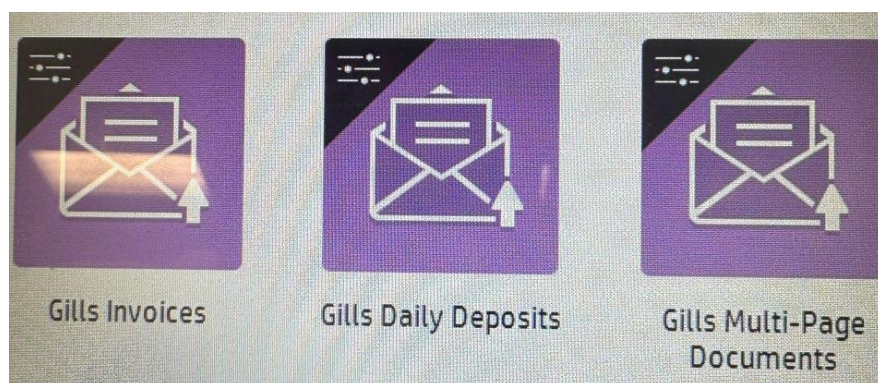 Gills Invoices
Gills Daily Deposits
Gills Multi-Page
Documents